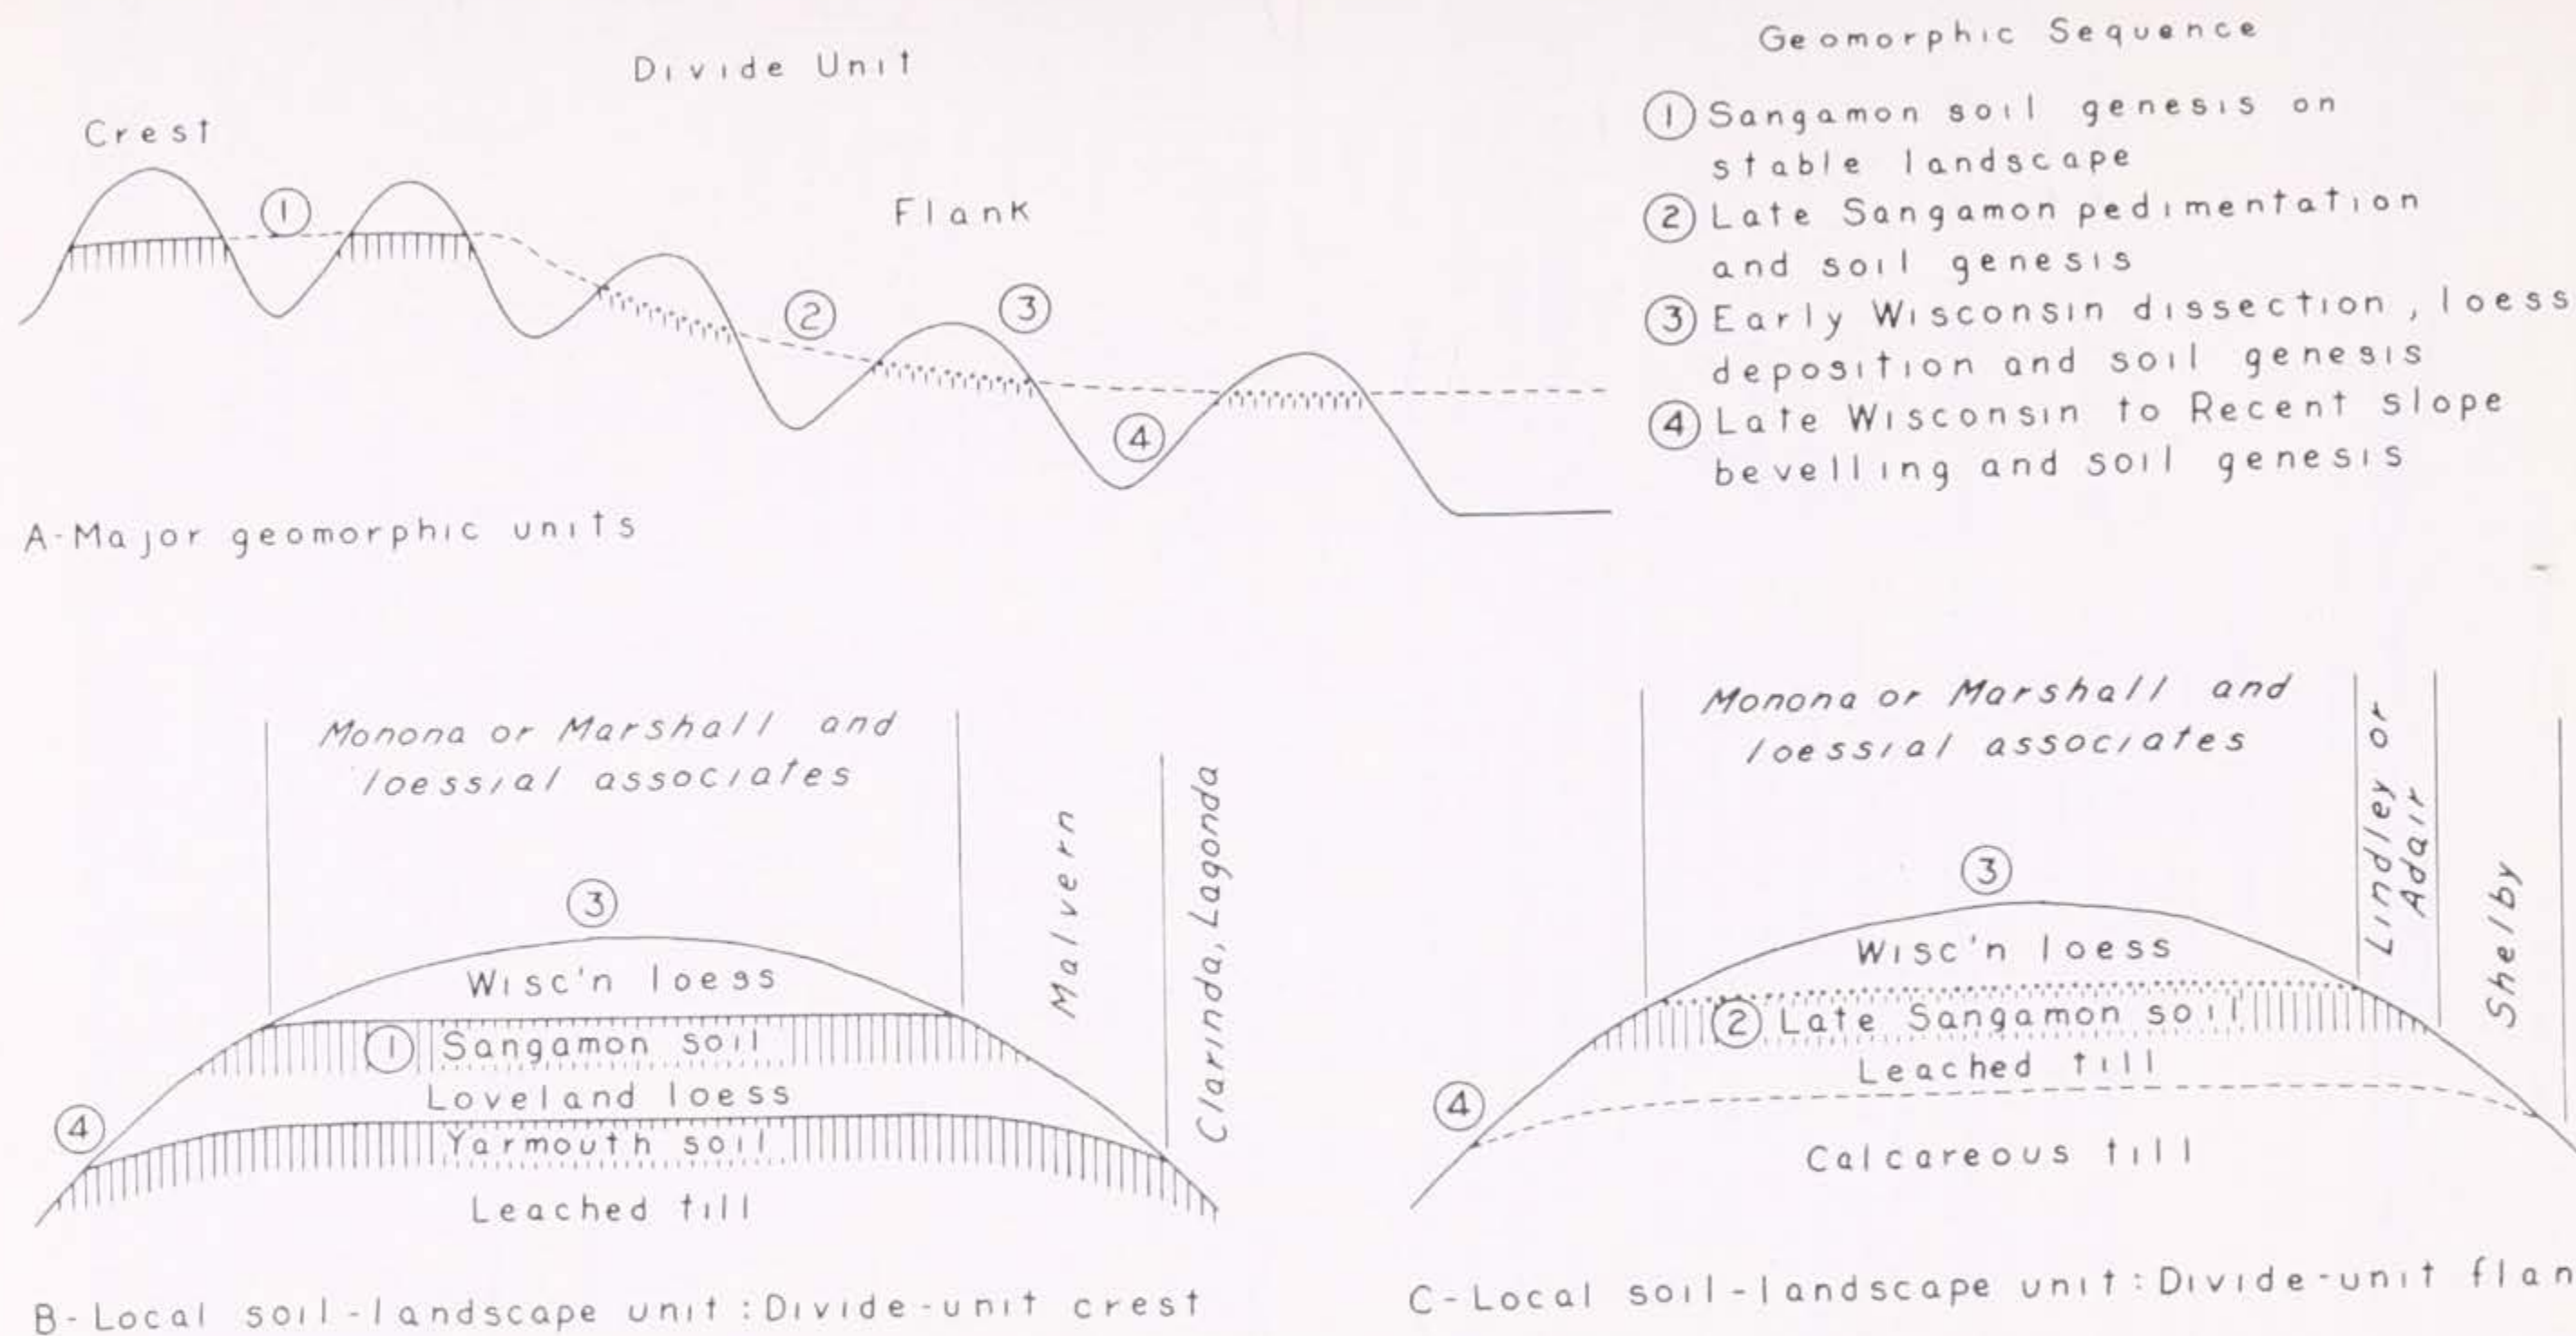 Divide Unit
Crest
①
Flank
②
③
④
A-Major geomorphic units
Geomorphic Sequence
① Sangamon soil genesis on
stable landscape
② Late Sangamon pedimentation
and soil genesis
③ Early Wisconsin dissection, loess
deposition and soil genesis
④ Late Wisconsin to Recent slope
bevelling and soil genesis
Monona or Marshall and
loessial associates
Malvern
Clarinda, Lagonda
③
Wisc'n loess
① Sangamon soil
Loveland loess
④
Yarmouth soil
Leached till
B-Local soil-landscape unit:Divide-unit crest
Monona or Marshall and
loessial associates
Lindley or
Adair
Shelby
③
Wisc'n loess
② Late Sangamon soil
Leached till
④
Calcareous till
C-Local soil-landscape unit:Divide-unit flan